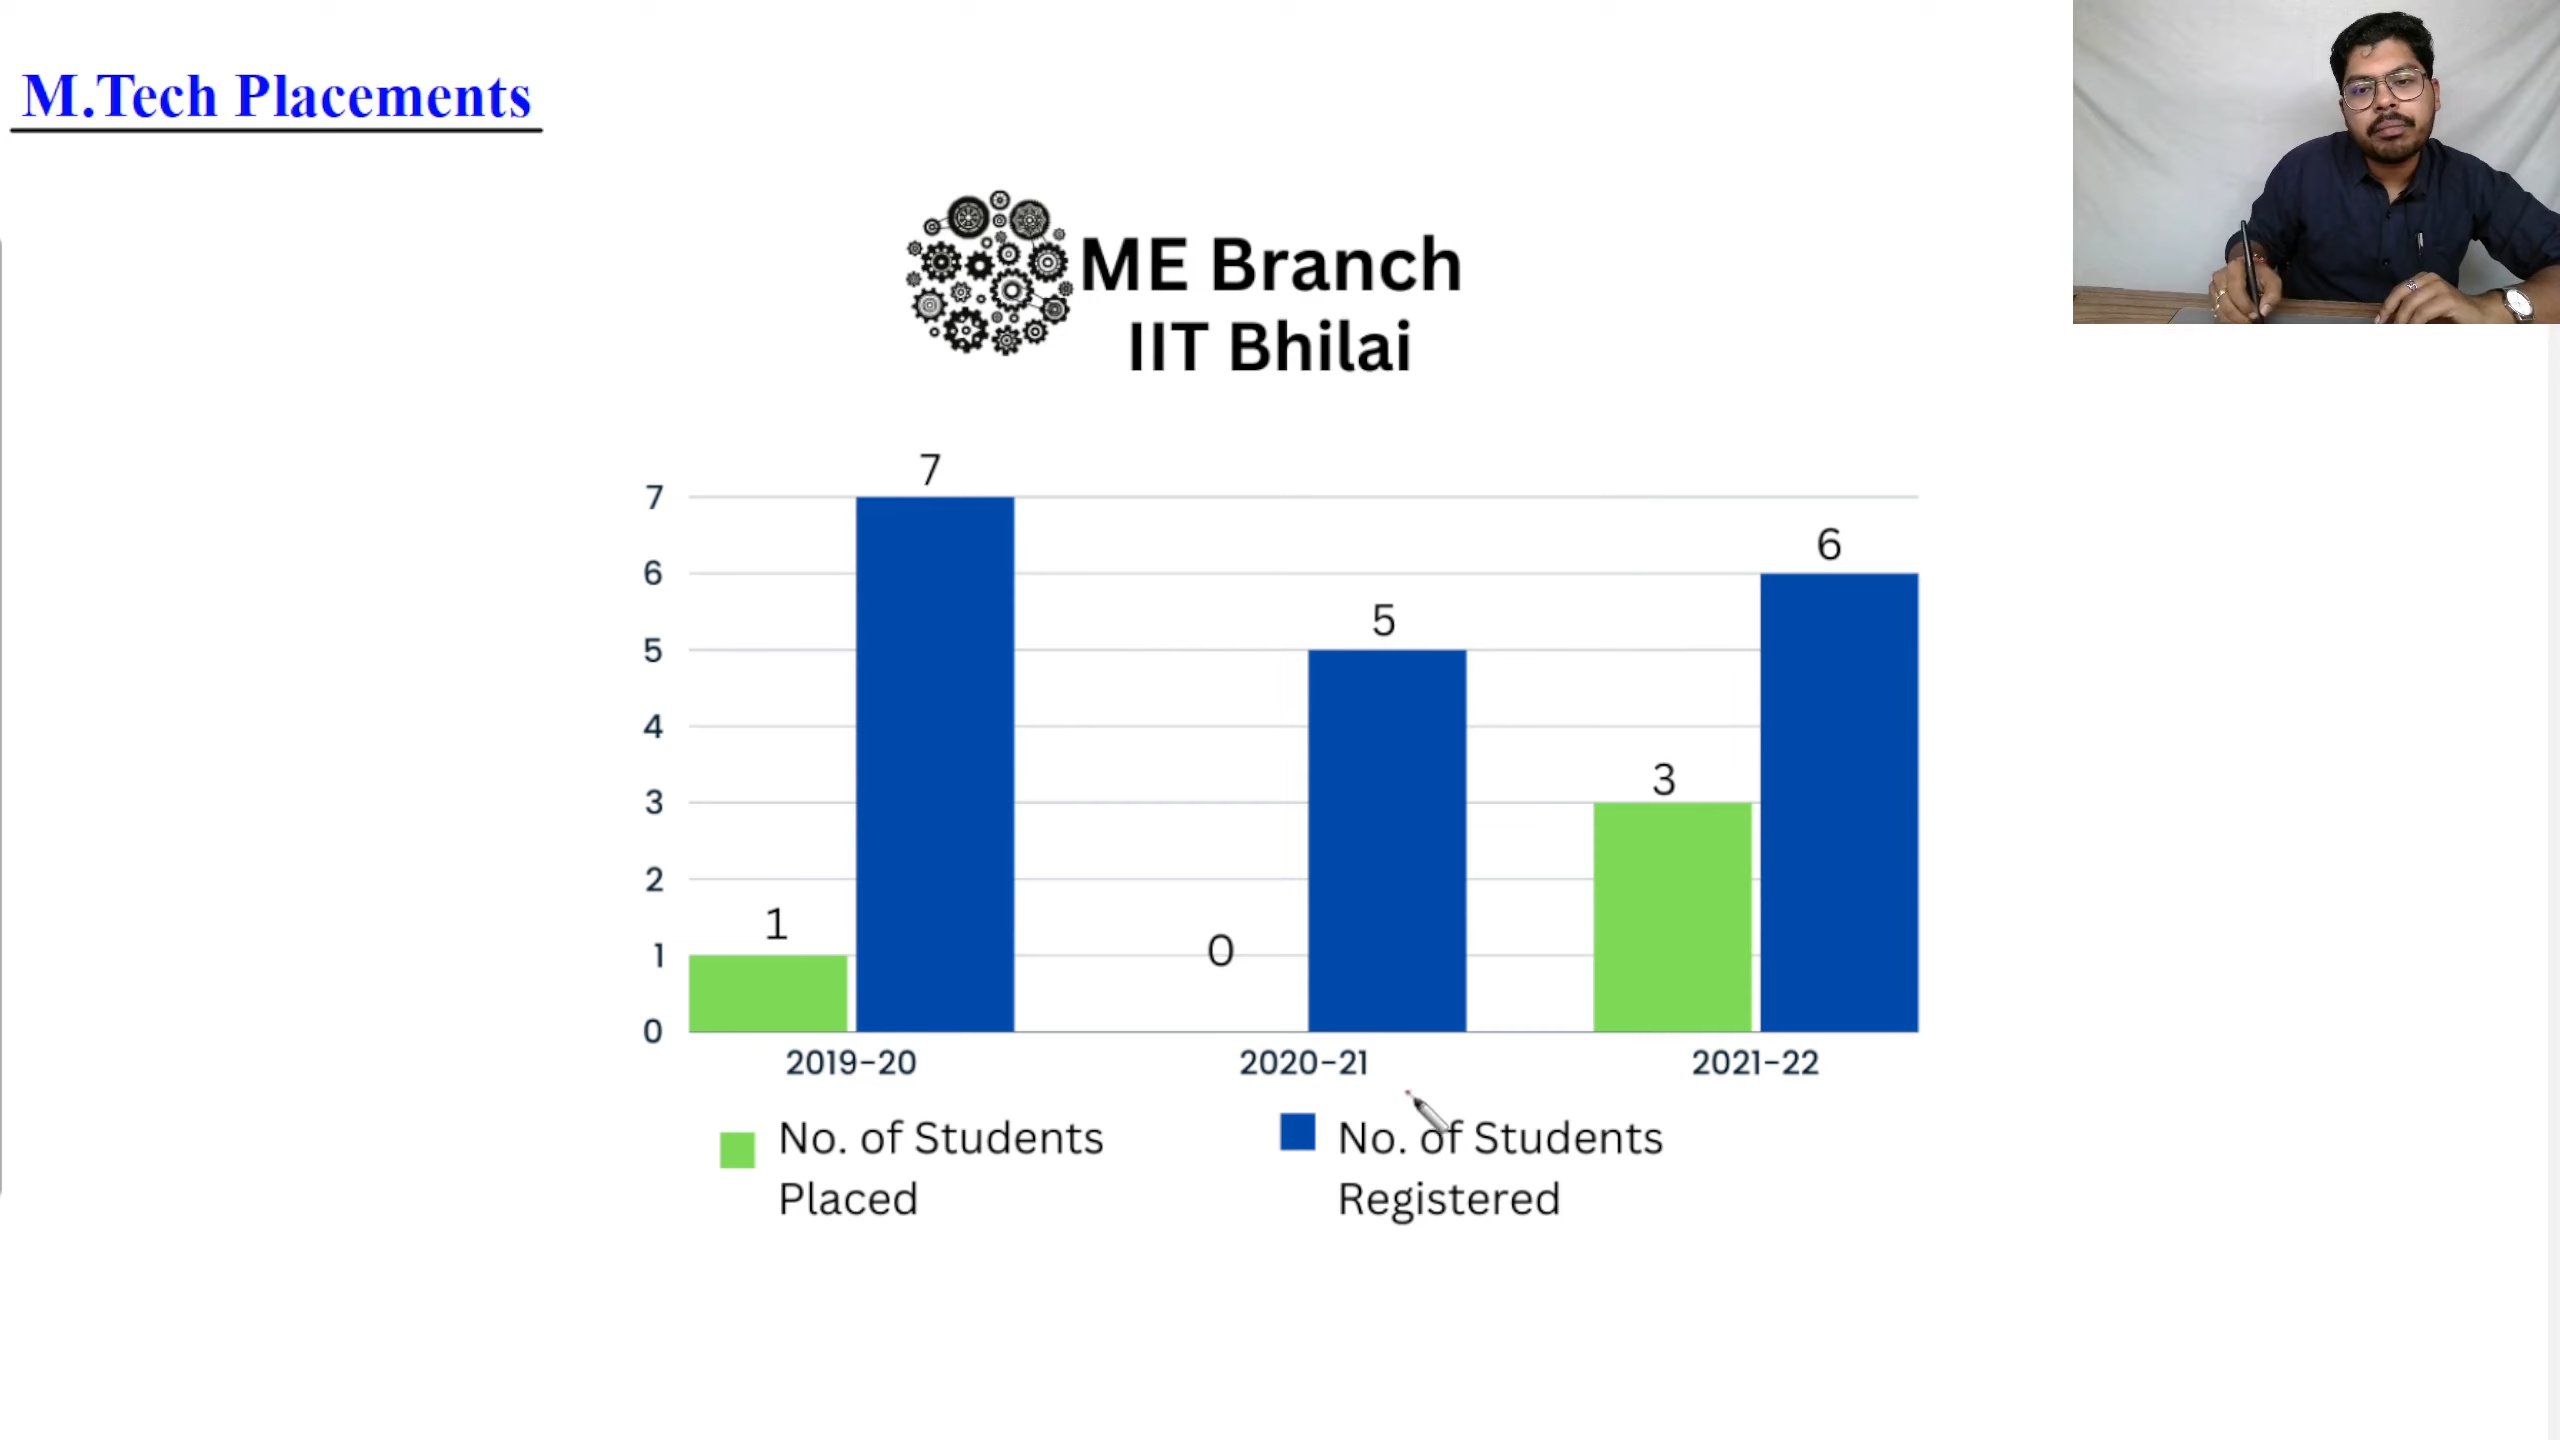 M.Tech Placements
ME Branch
IIT Bhilai
7
7
6
6
5
5
4
3
3
2
1
1
0
0
2019-20
2020-21
2021-22
No. of Students
Placed
No. of Students
Registered